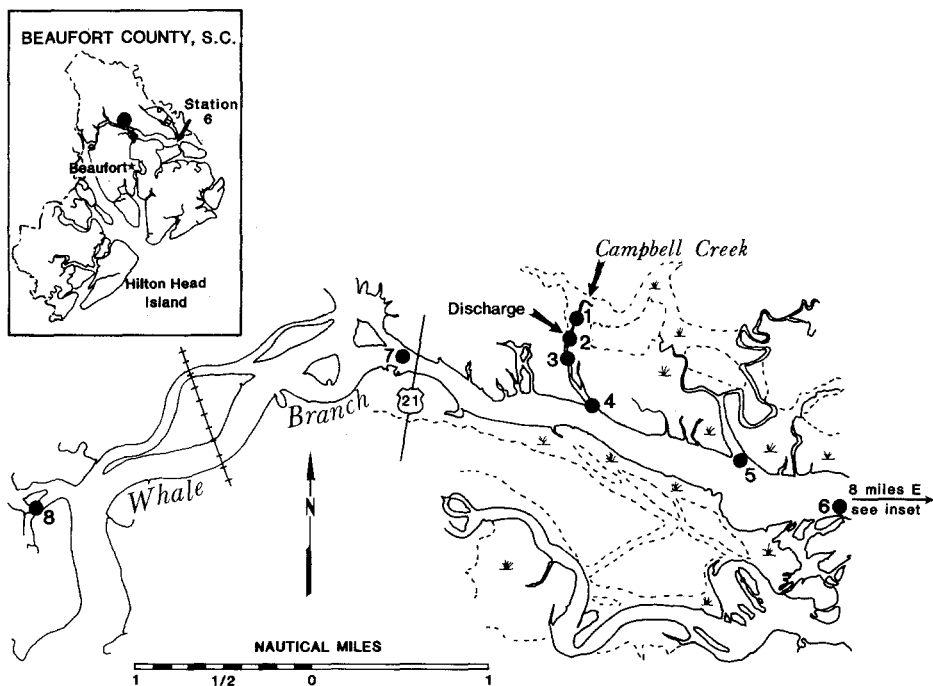 BEAUFORT COUNTY, S.C.
Station
6
Beaufort
Hilton Head
Island
Campbell Creek
Discharge
1
2
3
4
5
6
8 miles E
see inset
7
21
Branch
Whale
8
N
NAUTICAL MILES
1 1/2 0 1